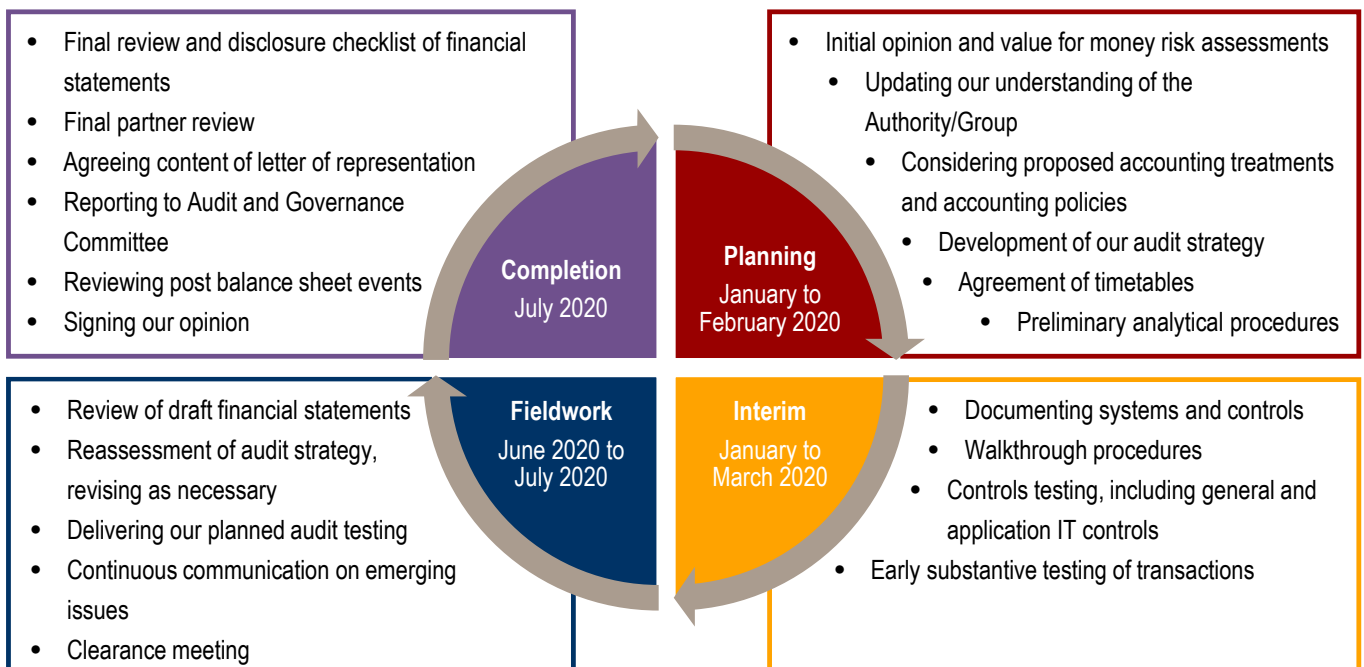 • Final review and disclosure checklist of financial
statements
• Final partner review
• Agreeing content of letter of representation
• Reporting to Audit and Governance
Committee
• Reviewing post balance sheet events
• Signing our opinion
Completion
July 2020
• Initial opinion and value for money risk assessments
• Updating our understanding of the
Authority/Group
• Considering proposed accounting treatments
and accounting policies
• Development of our audit strategy
• Agreement of timetables
• Preliminary analytical procedures
Planning
January to
February 2020
• Review of draft financial statements
• Reassessment of audit strategy,
revising as necessary
• Delivering our planned audit testing
• Continuous communication on emerging
issues
• Clearance meeting
Fieldwork
June 2020 to
July 2020
Interim
January to
March 2020
• Documenting systems and controls
• Walkthrough procedures
• Controls testing, including general and
application IT controls
• Early substantive testing of transactions